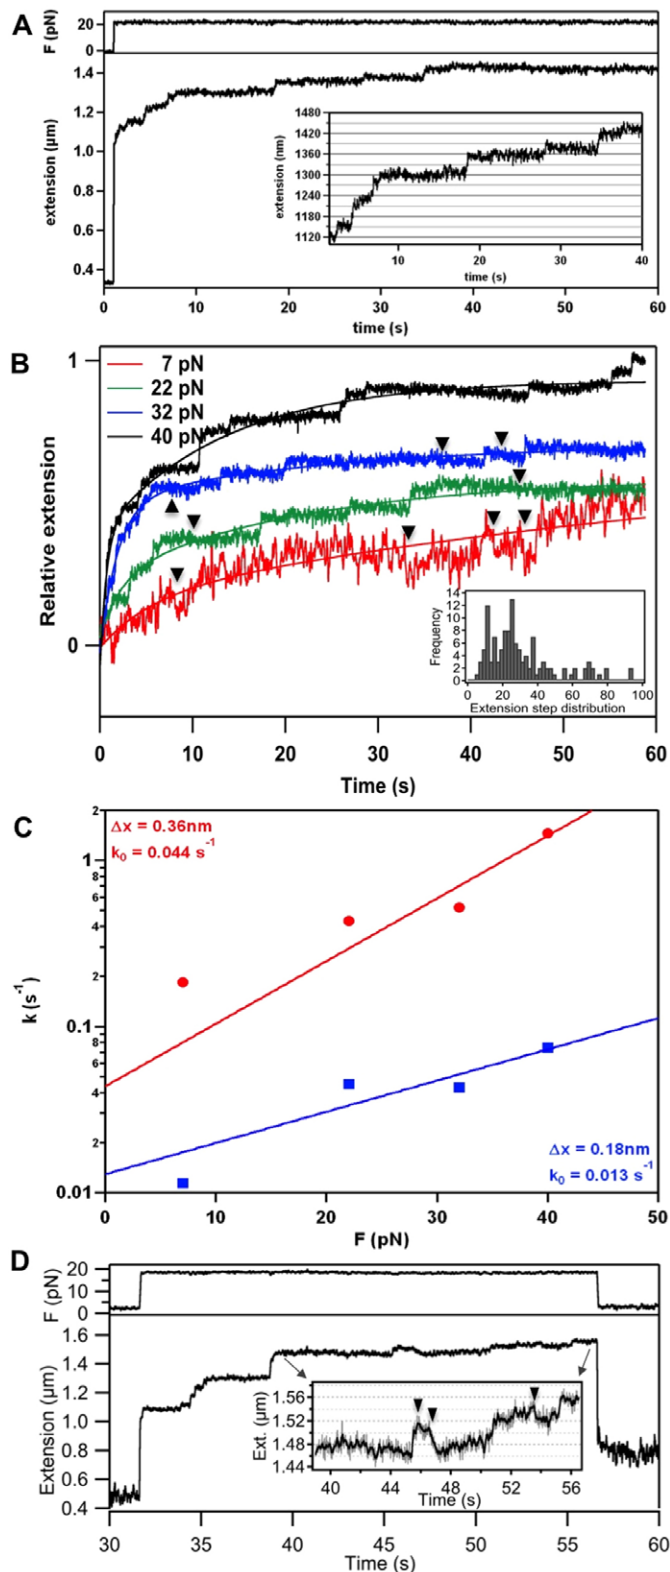 A
F (pN)
20
0
extension (μm)
1.4
1.2
1.0
0.8
0.6
0.4
extension (nm)
1480
1420
1360
1300
1240
1180
1120
10 20 30 40
time (s)
0 10 20 30 40 50 60
time (s)
B
Relative extension
1
0
7 pN
22 pN
32 pN
40 pN
Frequency
14
12
10
8
6
4
2
0
0 20 40 60 80 100
Extension step distribution
0 10 20 30 40 50 60
Time (s)
C
k (s-1)
2
1
8
6
4
2
0.1
8
6
4
2
0.01
Δx = 0.36nm
k0 = 0.044 s-1
Δx = 0.18nm
k0 = 0.013 s-1
0 10 20 30 40 50
F (pN)
D
F (pN)
20
10
0
Extension (μm)
1.6
1.4
1.2
1.0
0.8
0.6
0.4
Ext. (μm)
1.56
1.52
1.48
1.44
40 44 48 52 56
Time (s)
30 35 40 45 50 55 60
Time (s)